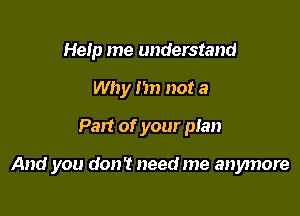 Help me understand
Why I'm not a
Part of your plan
And you don't need me anymore